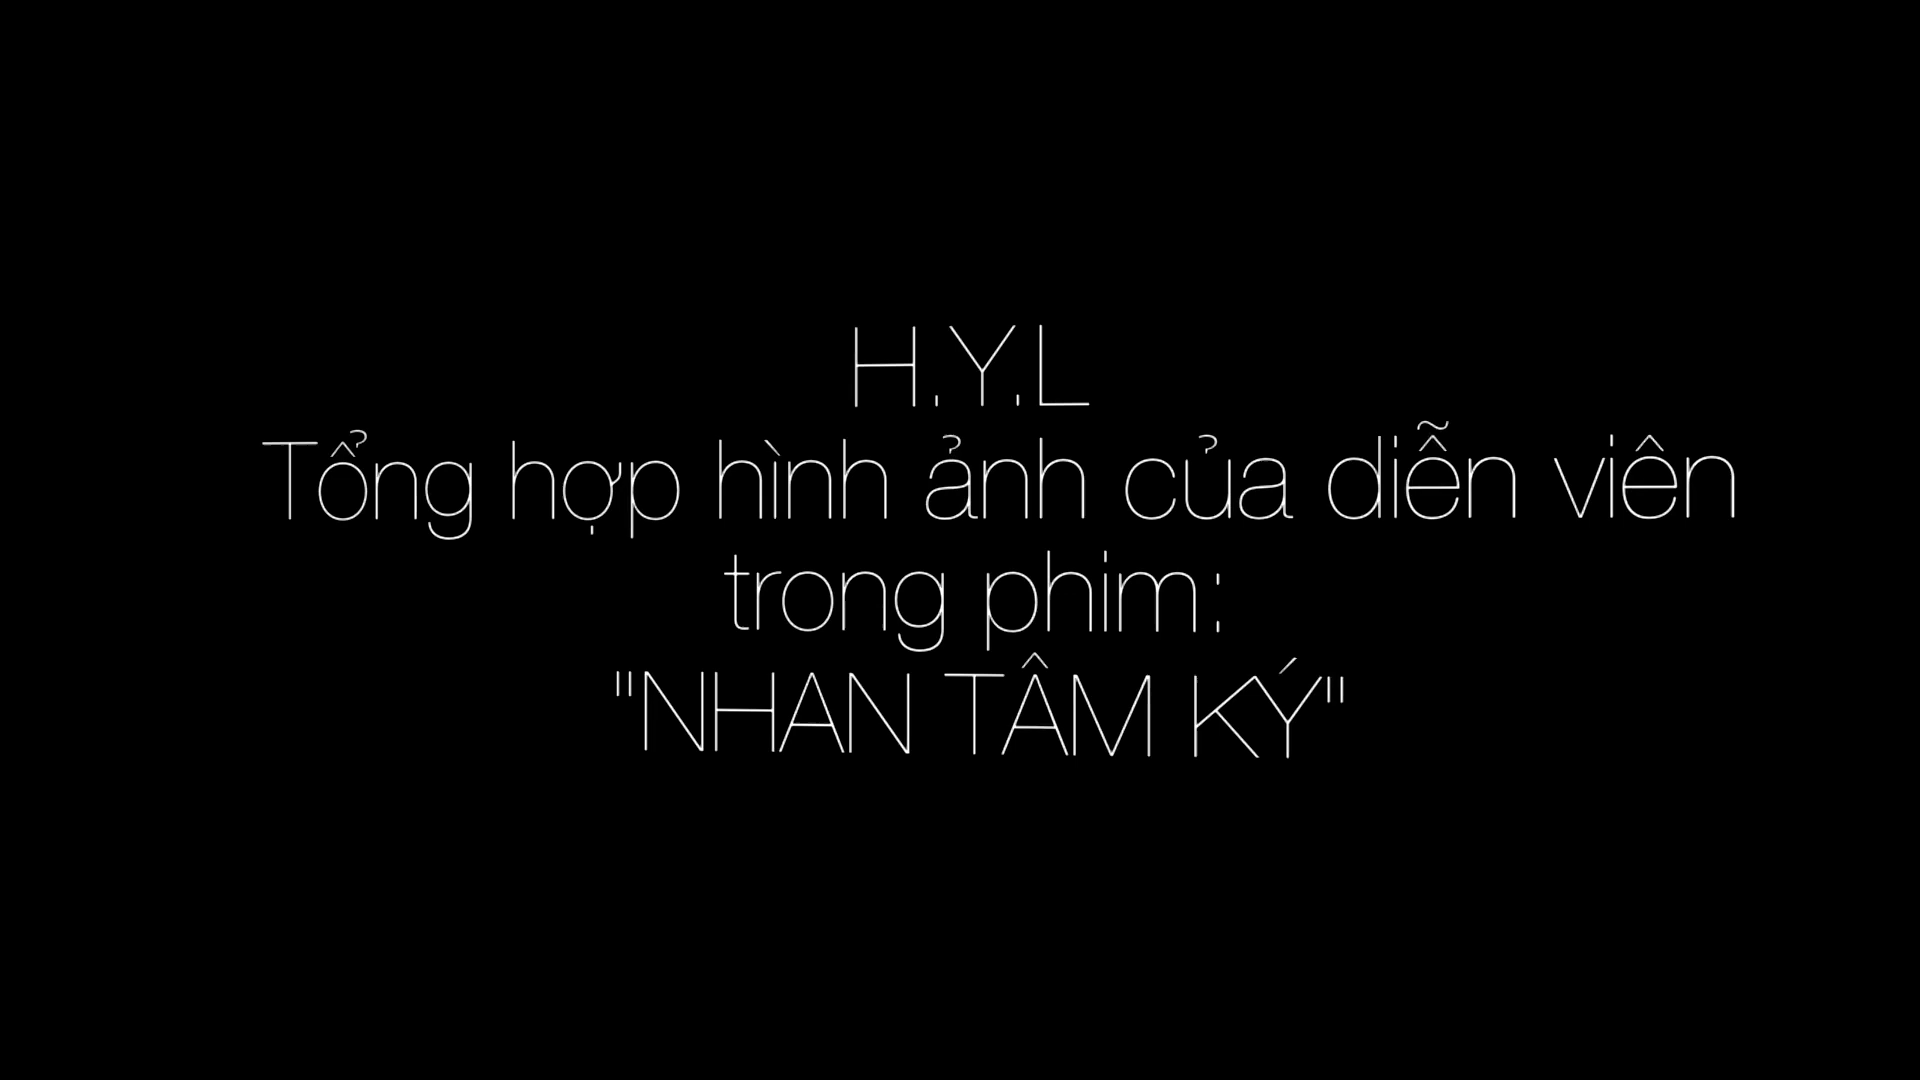 H.Y.L
Tổng hợp hình ảnh của diễn viên
trong phim:
"NHAN TÂM KÝ"